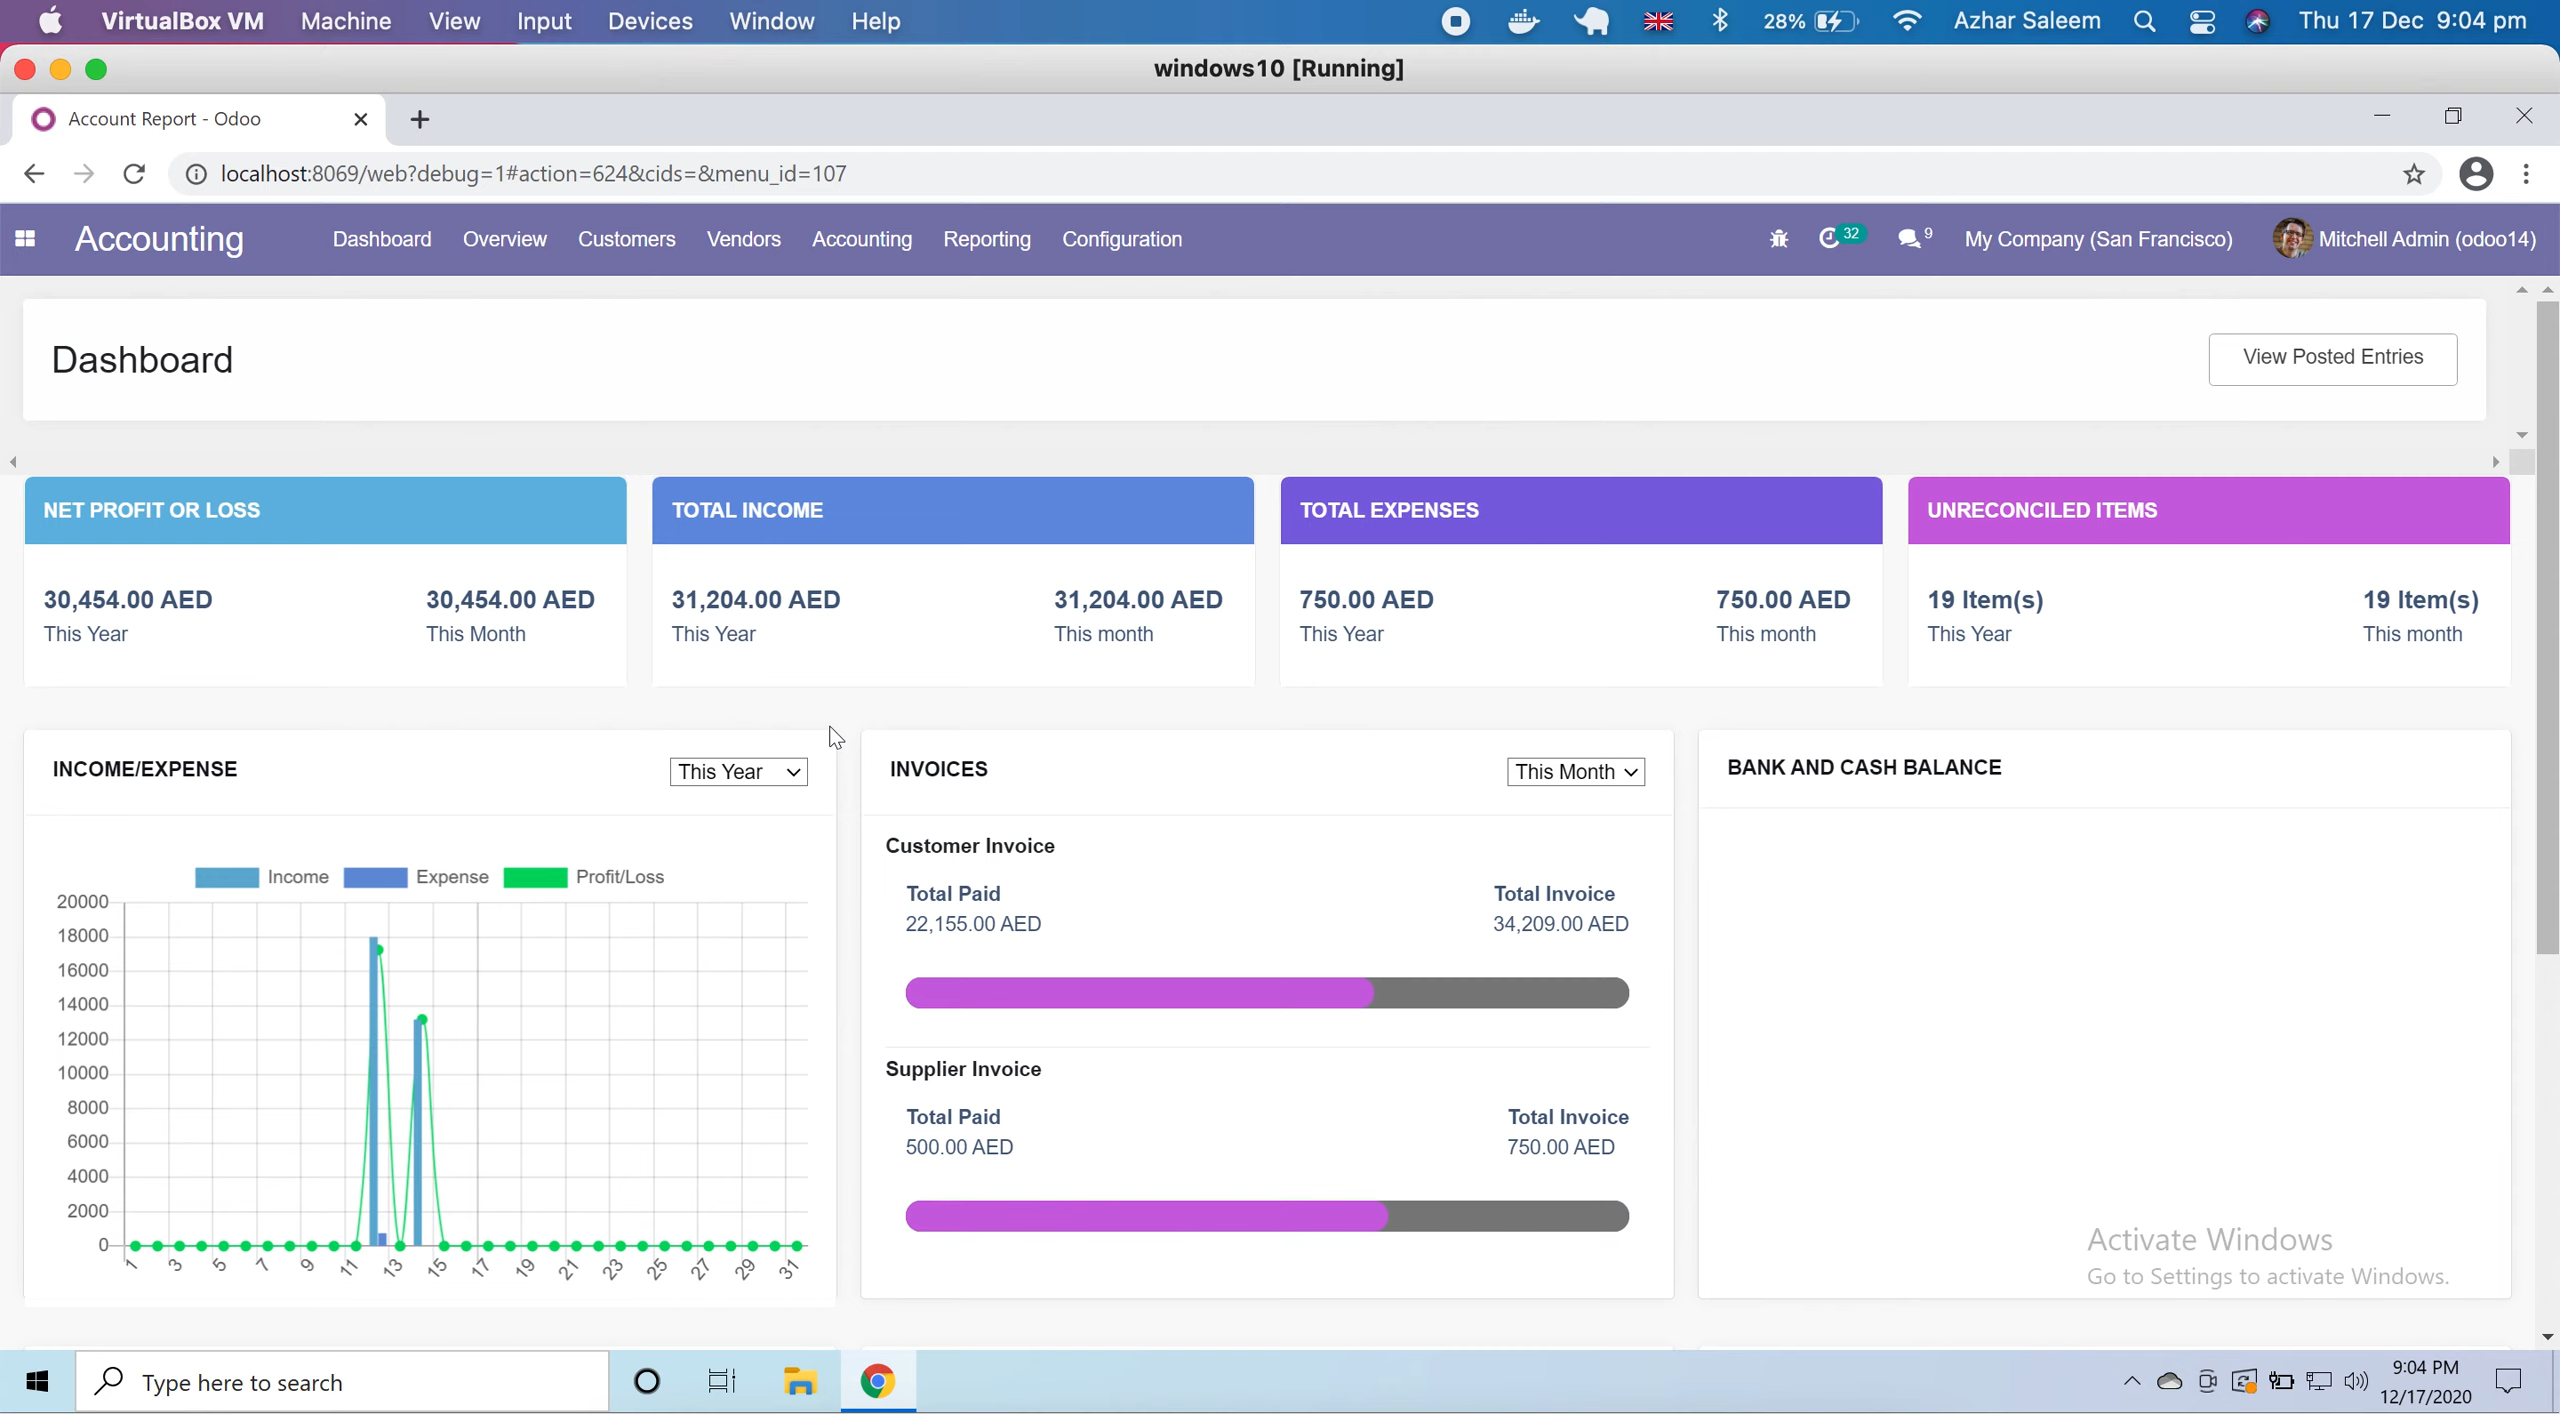 VirtualBox VM Machine View Input Devices Window Help 28% Azhar Saleem Thu 17 Dec 9:04 pm
windows10 [Running]
Account Report - Odoo
localhost:8069/web?debug=1#action=624&cids=&menu_id=107
Accounting Dashboard Overview Customers Vendors Accounting Reporting Configuration 32 9 My Company (San Francisco) Mitchell Admin (odoo14)
Dashboard View Posted Entries
NET PROFIT OR LOSS TOTAL INCOME TOTAL EXPENSES UNRECONCILED ITEMS
30,454.00 AED 30,454.00 AED 31,204.00 AED 31,204.00 AED 750.00 AED 750.00 AED 19 Item(s) 19 Item(s)
This Year This Month This Year This month This Year This month This Year This month
INCOME/EXPENSE This Year
Income Expense Profit/Loss
20000
18000
16000
14000
12000
10000
8000
6000
4000
2000
0
1 3 5 7 9 11 13 15 17 19 21 23 25 27 29 31
INVOICES This Month
Customer Invoice
Total Paid Total Invoice
22,155.00 AED 34,209.00 AED
Supplier Invoice
Total Paid Total Invoice
500.00 AED 750.00 AED
BANK AND CASH BALANCE
Activate Windows
Go to Settings to activate Windows.
Type here to search
9:04 PM
12/17/2020